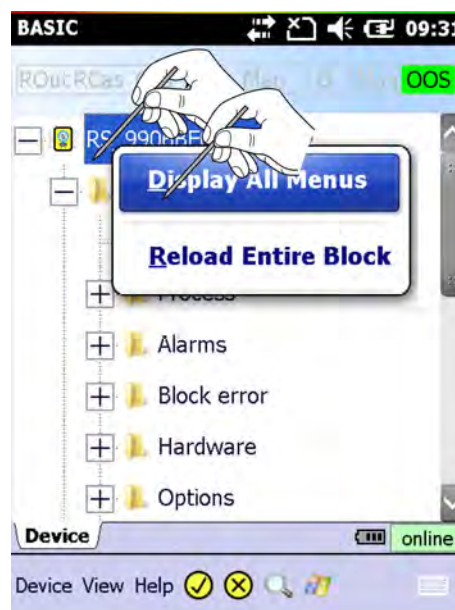 BASIC 09:31
OOS
Display All Menus
Reload Entire Block
Process
Alarms
Block error
Hardware
Options
Device online
Device View Help